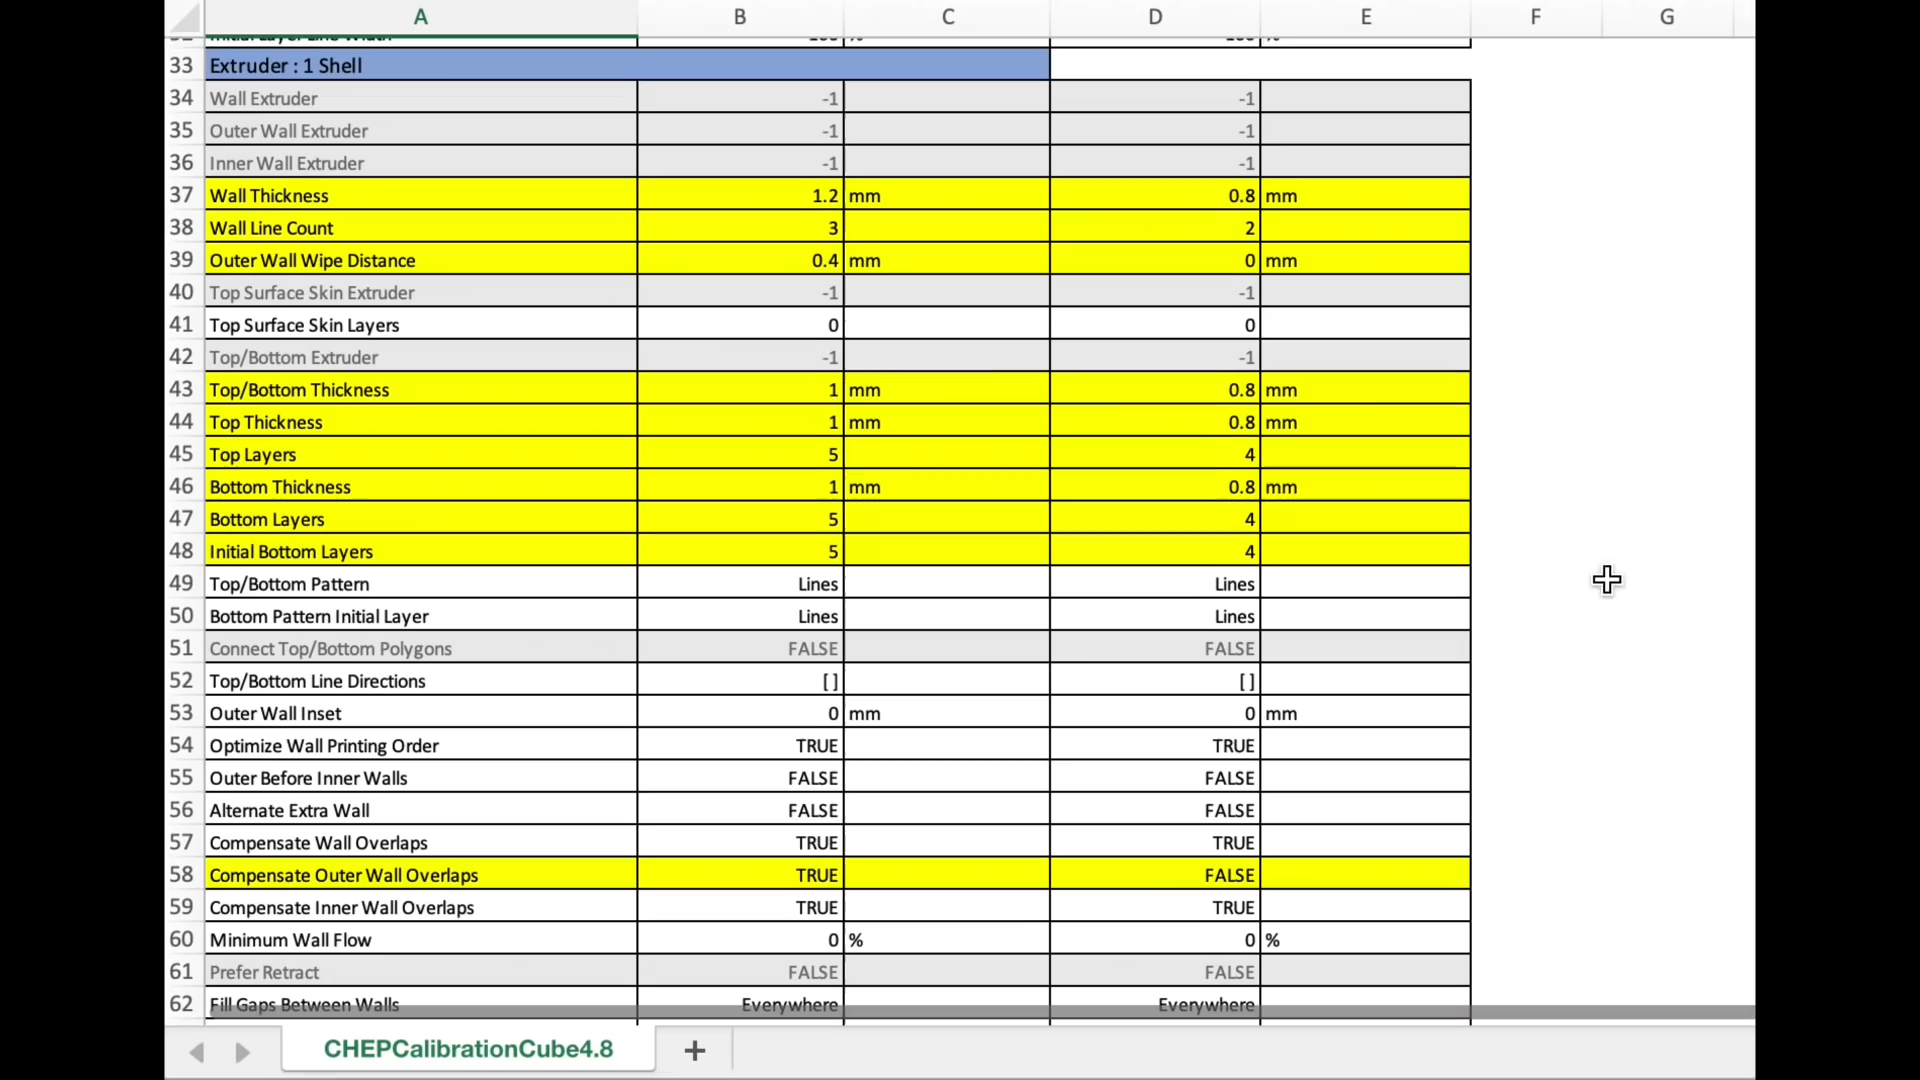 A B C D E F G
33 Extruder : 1 Shell
34 Wall Extruder -1 -1
35 Outer Wall Extruder -1 -1
36 Inner Wall Extruder -1 -1
37 Wall Thickness 1.2 mm 0.8 mm
38 Wall Line Count 3 2
39 Outer Wall Wipe Distance 0.4 mm 0 mm
40 Top Surface Skin Extruder -1 -1
41 Top Surface Skin Layers 0 0
42 Top/Bottom Extruder -1 -1
43 Top/Bottom Thickness 1 mm 0.8 mm
44 Top Thickness 1 mm 0.8 mm
45 Top Layers 5 4
46 Bottom Thickness 1 mm 0.8 mm
47 Bottom Layers 5 4
48 Initial Bottom Layers 5 4
49 Top/Bottom Pattern Lines Lines
50 Bottom Pattern Initial Layer Lines Lines
51 Connect Top/Bottom Polygons FALSE FALSE
52 Top/Bottom Line Directions [ ] [ ]
53 Outer Wall Inset 0 mm 0 mm
54 Optimize Wall Printing Order TRUE TRUE
55 Outer Before Inner Walls FALSE FALSE
56 Alternate Extra Wall FALSE FALSE
57 Compensate Wall Overlaps TRUE TRUE
58 Compensate Outer Wall Overlaps TRUE FALSE
59 Compensate Inner Wall Overlaps TRUE TRUE
60 Minimum Wall Flow 0 % 0 %
61 Prefer Retract FALSE FALSE
62 Fill Gaps Between Walls Everywhere Everywhere
CHEPCalibrationCube4.8 +